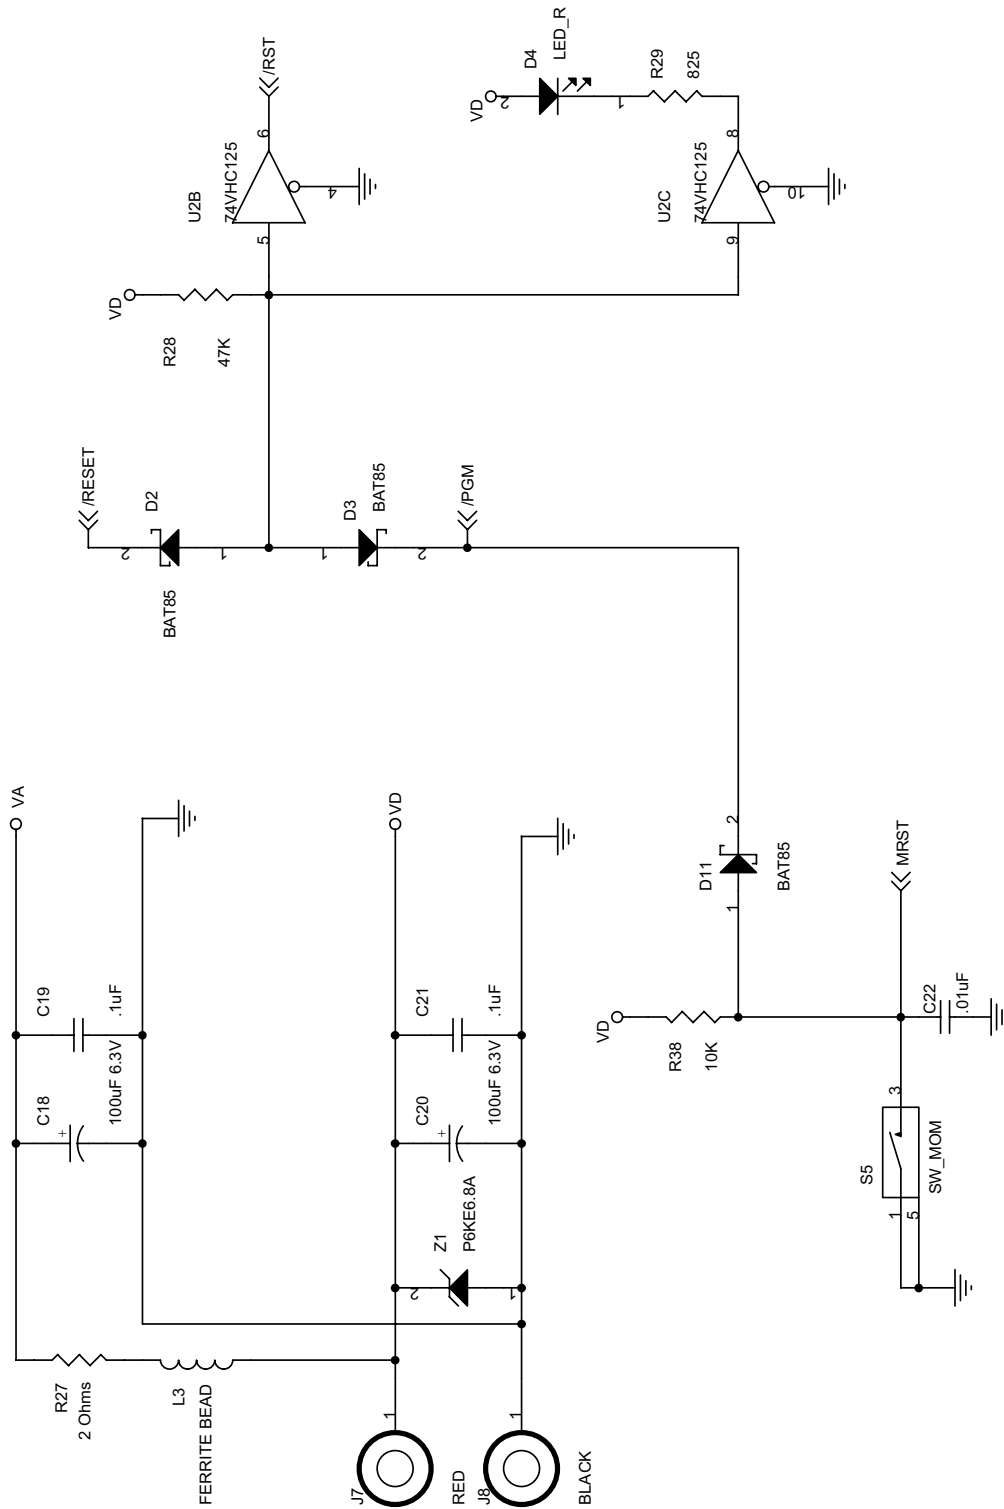 /RST
6
74VHC125
U2B
4
5
VD
R28
47K
VD
2
D4
LED_R
1
R29
825
8
74VHC125
U2C
10
9
/RESET
D2
2
1
BAT85
D3
BAT85
1
2
/PGM
VA
C19
.1uF
C18
+
100uF 6.3V
R27
2 Ohms
L3
FERRITE BEAD
VD
C21
.1uF
C20
+
100uF 6.3V
Z1
P6KE6.8A
2
1
J7
1
RED
J8
1
BLACK
D11
2
1
BAT85
MRST
VD
R38
10K
C22
.01uF
S5
3
1
5
SW_MOM